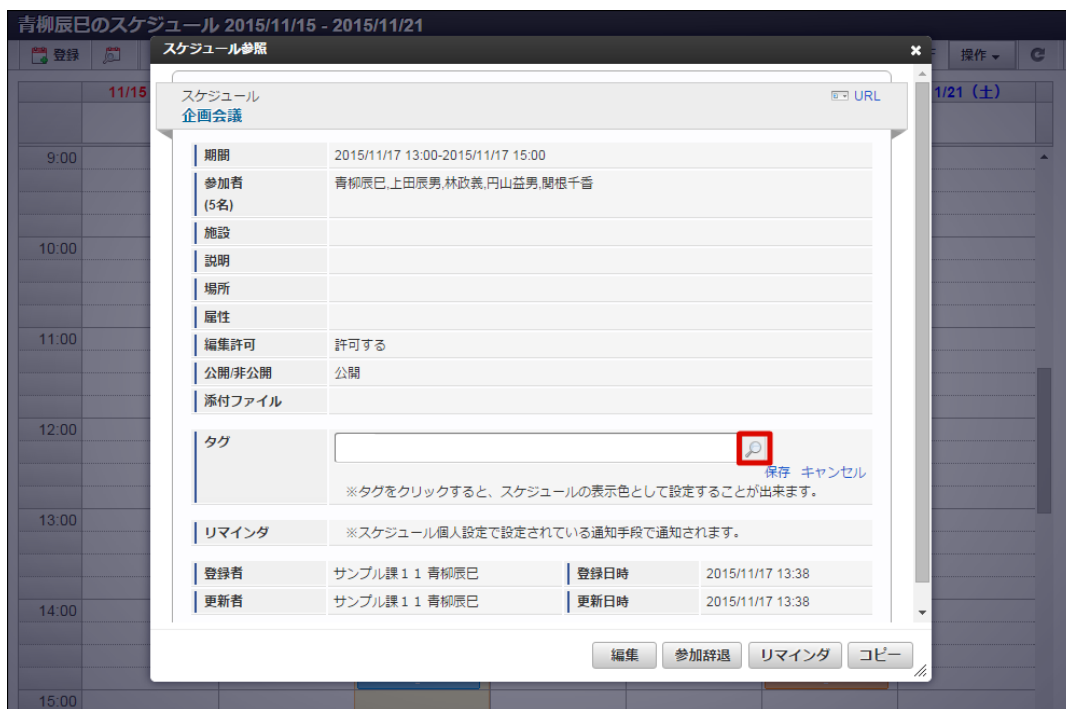 青柳辰巳のスケジュール 2015/11/15 - 2015/11/21
登録
操作
スケジュール参照
11/15
1/21（土）
スケジュール
URL
企画会議
期間 2015/11/17 13:00-2015/11/17 15:00
参加者 青柳辰巳,上田辰男,林政義,円山益男,関根千香
(5名)
施設
説明
場所
属性
編集許可 許可する
公開/非公開 公開
添付ファイル
タグ
保存 キャンセル
※タグをクリックすると、スケジュールの表示色として設定することが出来ます。
リマインダ ※スケジュール個人設定で設定されている通知手段で通知されます。
登録者 サンプル課１１ 青柳辰巳 登録日時 2015/11/17 13:38
更新者 サンプル課１１ 青柳辰巳 更新日時 2015/11/17 13:38
編集 参加辞退 リマインダ コピー
9:00
10:00
11:00
12:00
13:00
14:00
15:00